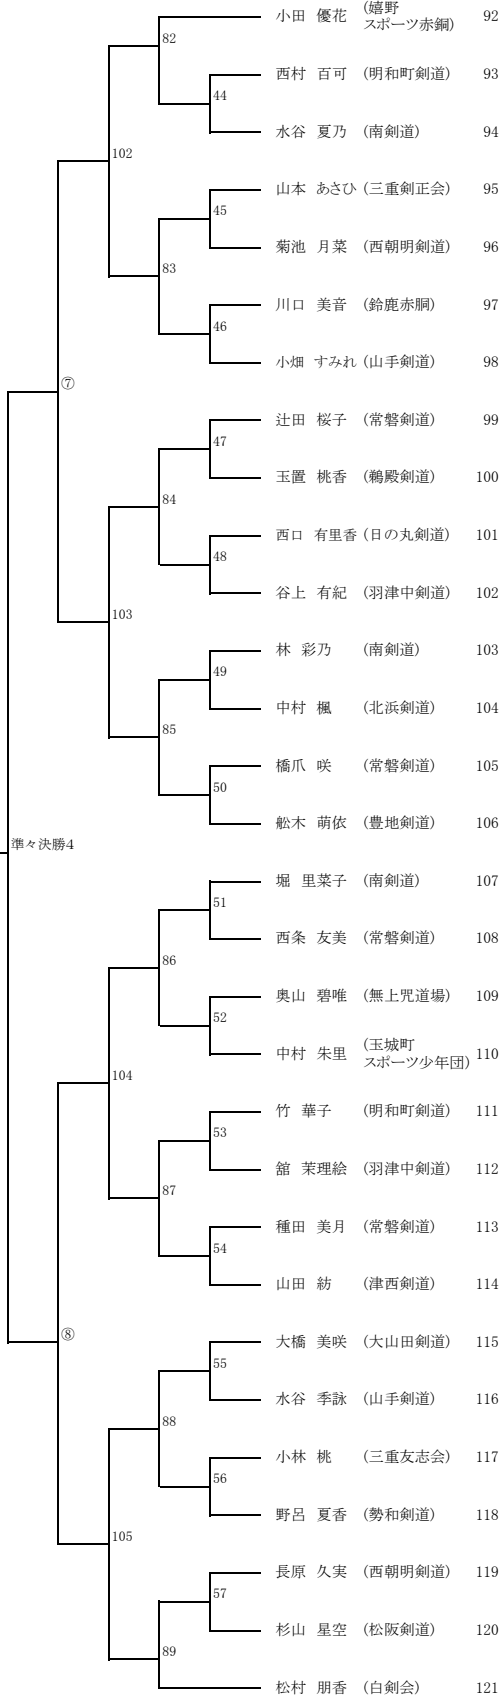 小田 優花 (嬉野 スポーツ赤銅) 92
82
西村 百可 (明和町剣道) 93
44
水谷 夏乃 (南剣道) 94
102
山本 あさひ (三重剣正会) 95
45
菊池 月菜 (西朝明剣道) 96
83
川口 美音 (鈴鹿赤胴) 97
46
小畑 すみれ (山手剣道) 98
⑦
辻田 桜子 (常磐剣道) 99
47
玉置 桃香 (鵜殿剣道) 100
84
西口 有里香 (日の丸剣道) 101
48
谷上 有紀 (羽津中剣道) 102
103
林 彩乃 (南剣道) 103
49
中村 楓 (北浜剣道) 104
85
橋爪 咲 (常磐剣道) 105
50
舩木 萌依 (豊地剣道) 106
準々決勝4
堀 里菜子 (南剣道) 107
51
西条 友美 (常磐剣道) 108
86
奥山 碧唯 (無上咒道場) 109
52
中村 朱里 (玉城町 スポーツ少年団) 110
104
竹 華子 (明和町剣道) 111
53
舘 茉理絵 (羽津中剣道) 112
87
種田 美月 (常磐剣道) 113
54
山田 紡 (津西剣道) 114
⑧
大橋 美咲 (大山田剣道) 115
55
水谷 季詠 (山手剣道) 116
88
小林 桃 (三重友志会) 117
56
野呂 夏香 (勢和剣道) 118
105
長原 久実 (西朝明剣道) 119
57
杉山 星空 (松阪剣道) 120
89
松村 朋香 (白剣会) 121